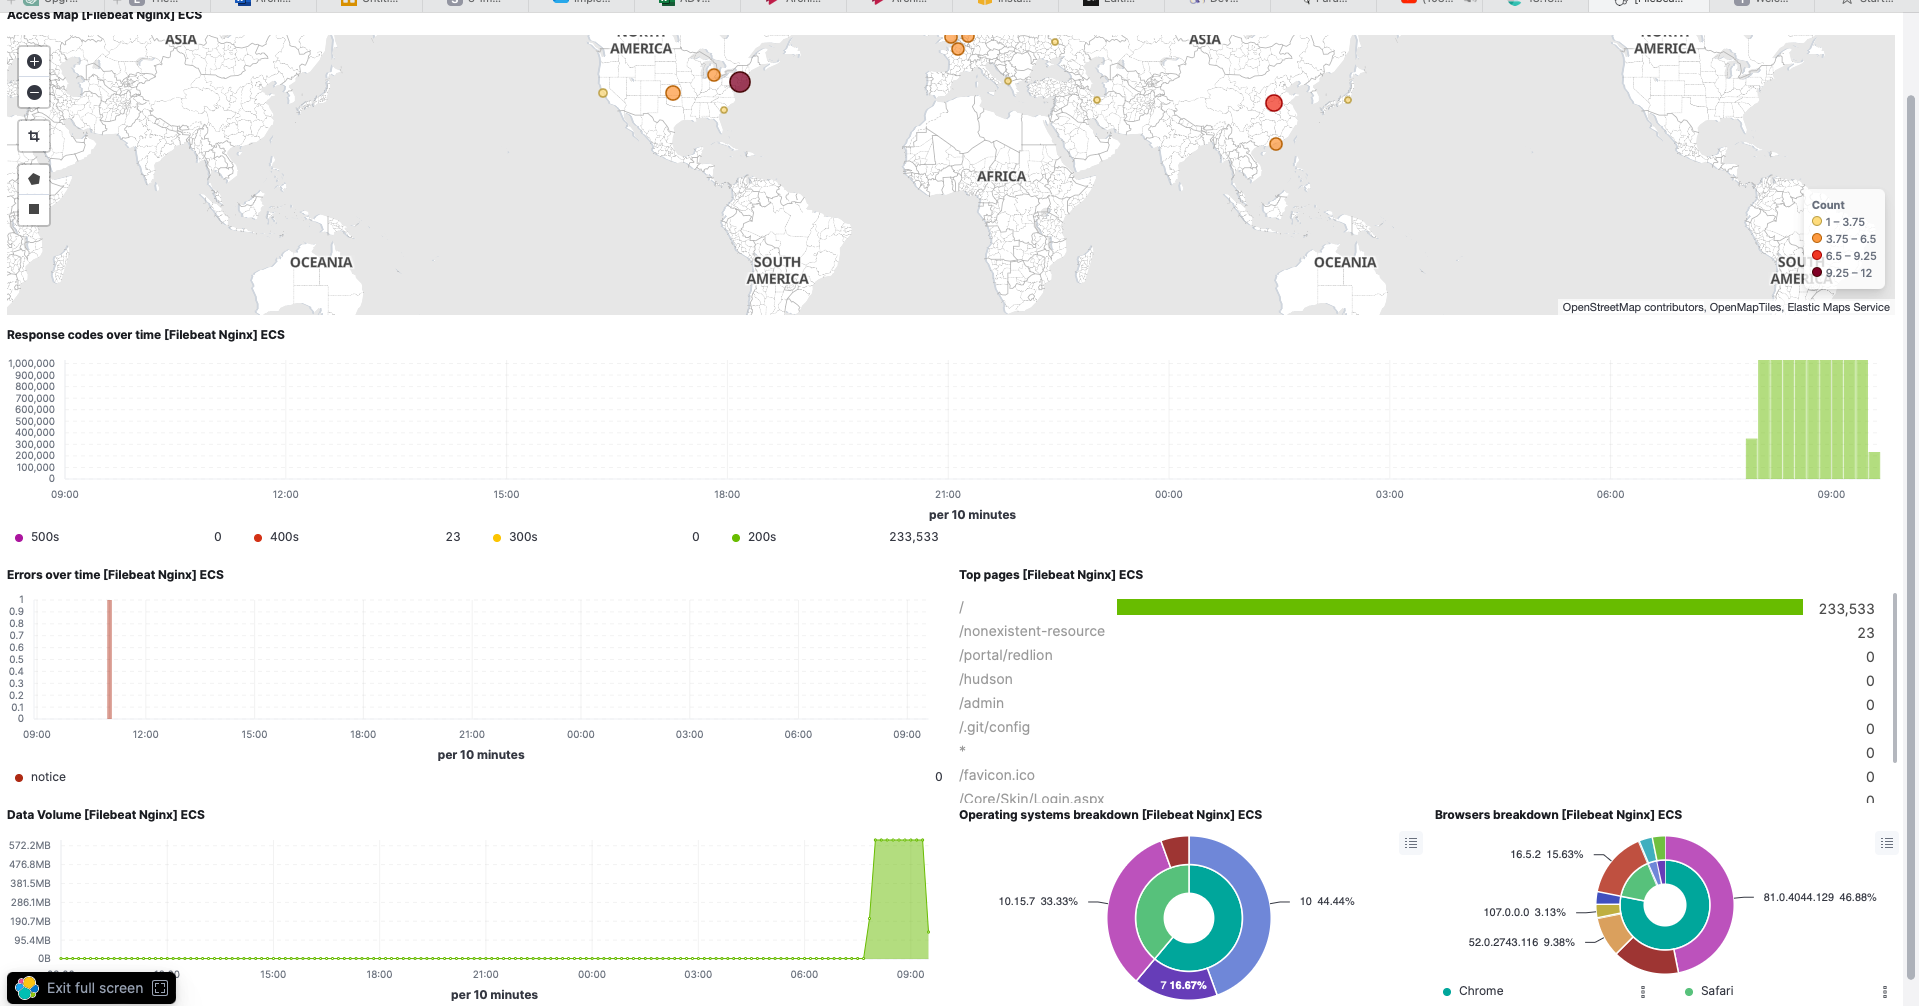 Access Map [Filebeat Nginx] ECS
ASIA
AMERICA
ASIA
AMERICA
AFRICA
OCEANIA
SOUTH
AMERICA
OCEANIA
Count
1 – 3.75
3.75 – 6.5
6.5 – 9.25
9.25 – 12
OpenStreetMap contributors, OpenMapTiles, Elastic Maps Service
Response codes over time [Filebeat Nginx] ECS
1,000,000
900,000
800,000
700,000
600,000
500,000
400,000
300,000
200,000
100,000
0
09:00 12:00 15:00 18:00 21:00 00:00 03:00 06:00 09:00
per 10 minutes
500s 0 400s 23 300s 0 200s 233,533
Errors over time [Filebeat Nginx] ECS
1
0.9
0.8
0.7
0.6
0.5
0.4
0.3
0.2
0.1
0
09:00 12:00 15:00 18:00 21:00 00:00 03:00 06:00 09:00
per 10 minutes
notice 0
Top pages [Filebeat Nginx] ECS
/ 233,533
/nonexistent-resource 23
/portal/redlion 0
/hudson 0
/admin 0
/.git/config 0
* 0
/favicon.ico 0
/Core/Skin/Login.aspx 0
Data Volume [Filebeat Nginx] ECS
572.2MB
476.8MB
381.5MB
286.1MB
190.7MB
95.4MB
0B
15:00 18:00 21:00 00:00 03:00 06:00 09:00
per 10 minutes
Exit full screen
Operating systems breakdown [Filebeat Nginx] ECS
10.15.7 33.33%
10 44.44%
7 16.67%
Browsers breakdown [Filebeat Nginx] ECS
16.5.2 15.63%
81.0.4044.129 46.88%
107.0.0.0 3.13%
52.0.2743.116 9.38%
Chrome Safari